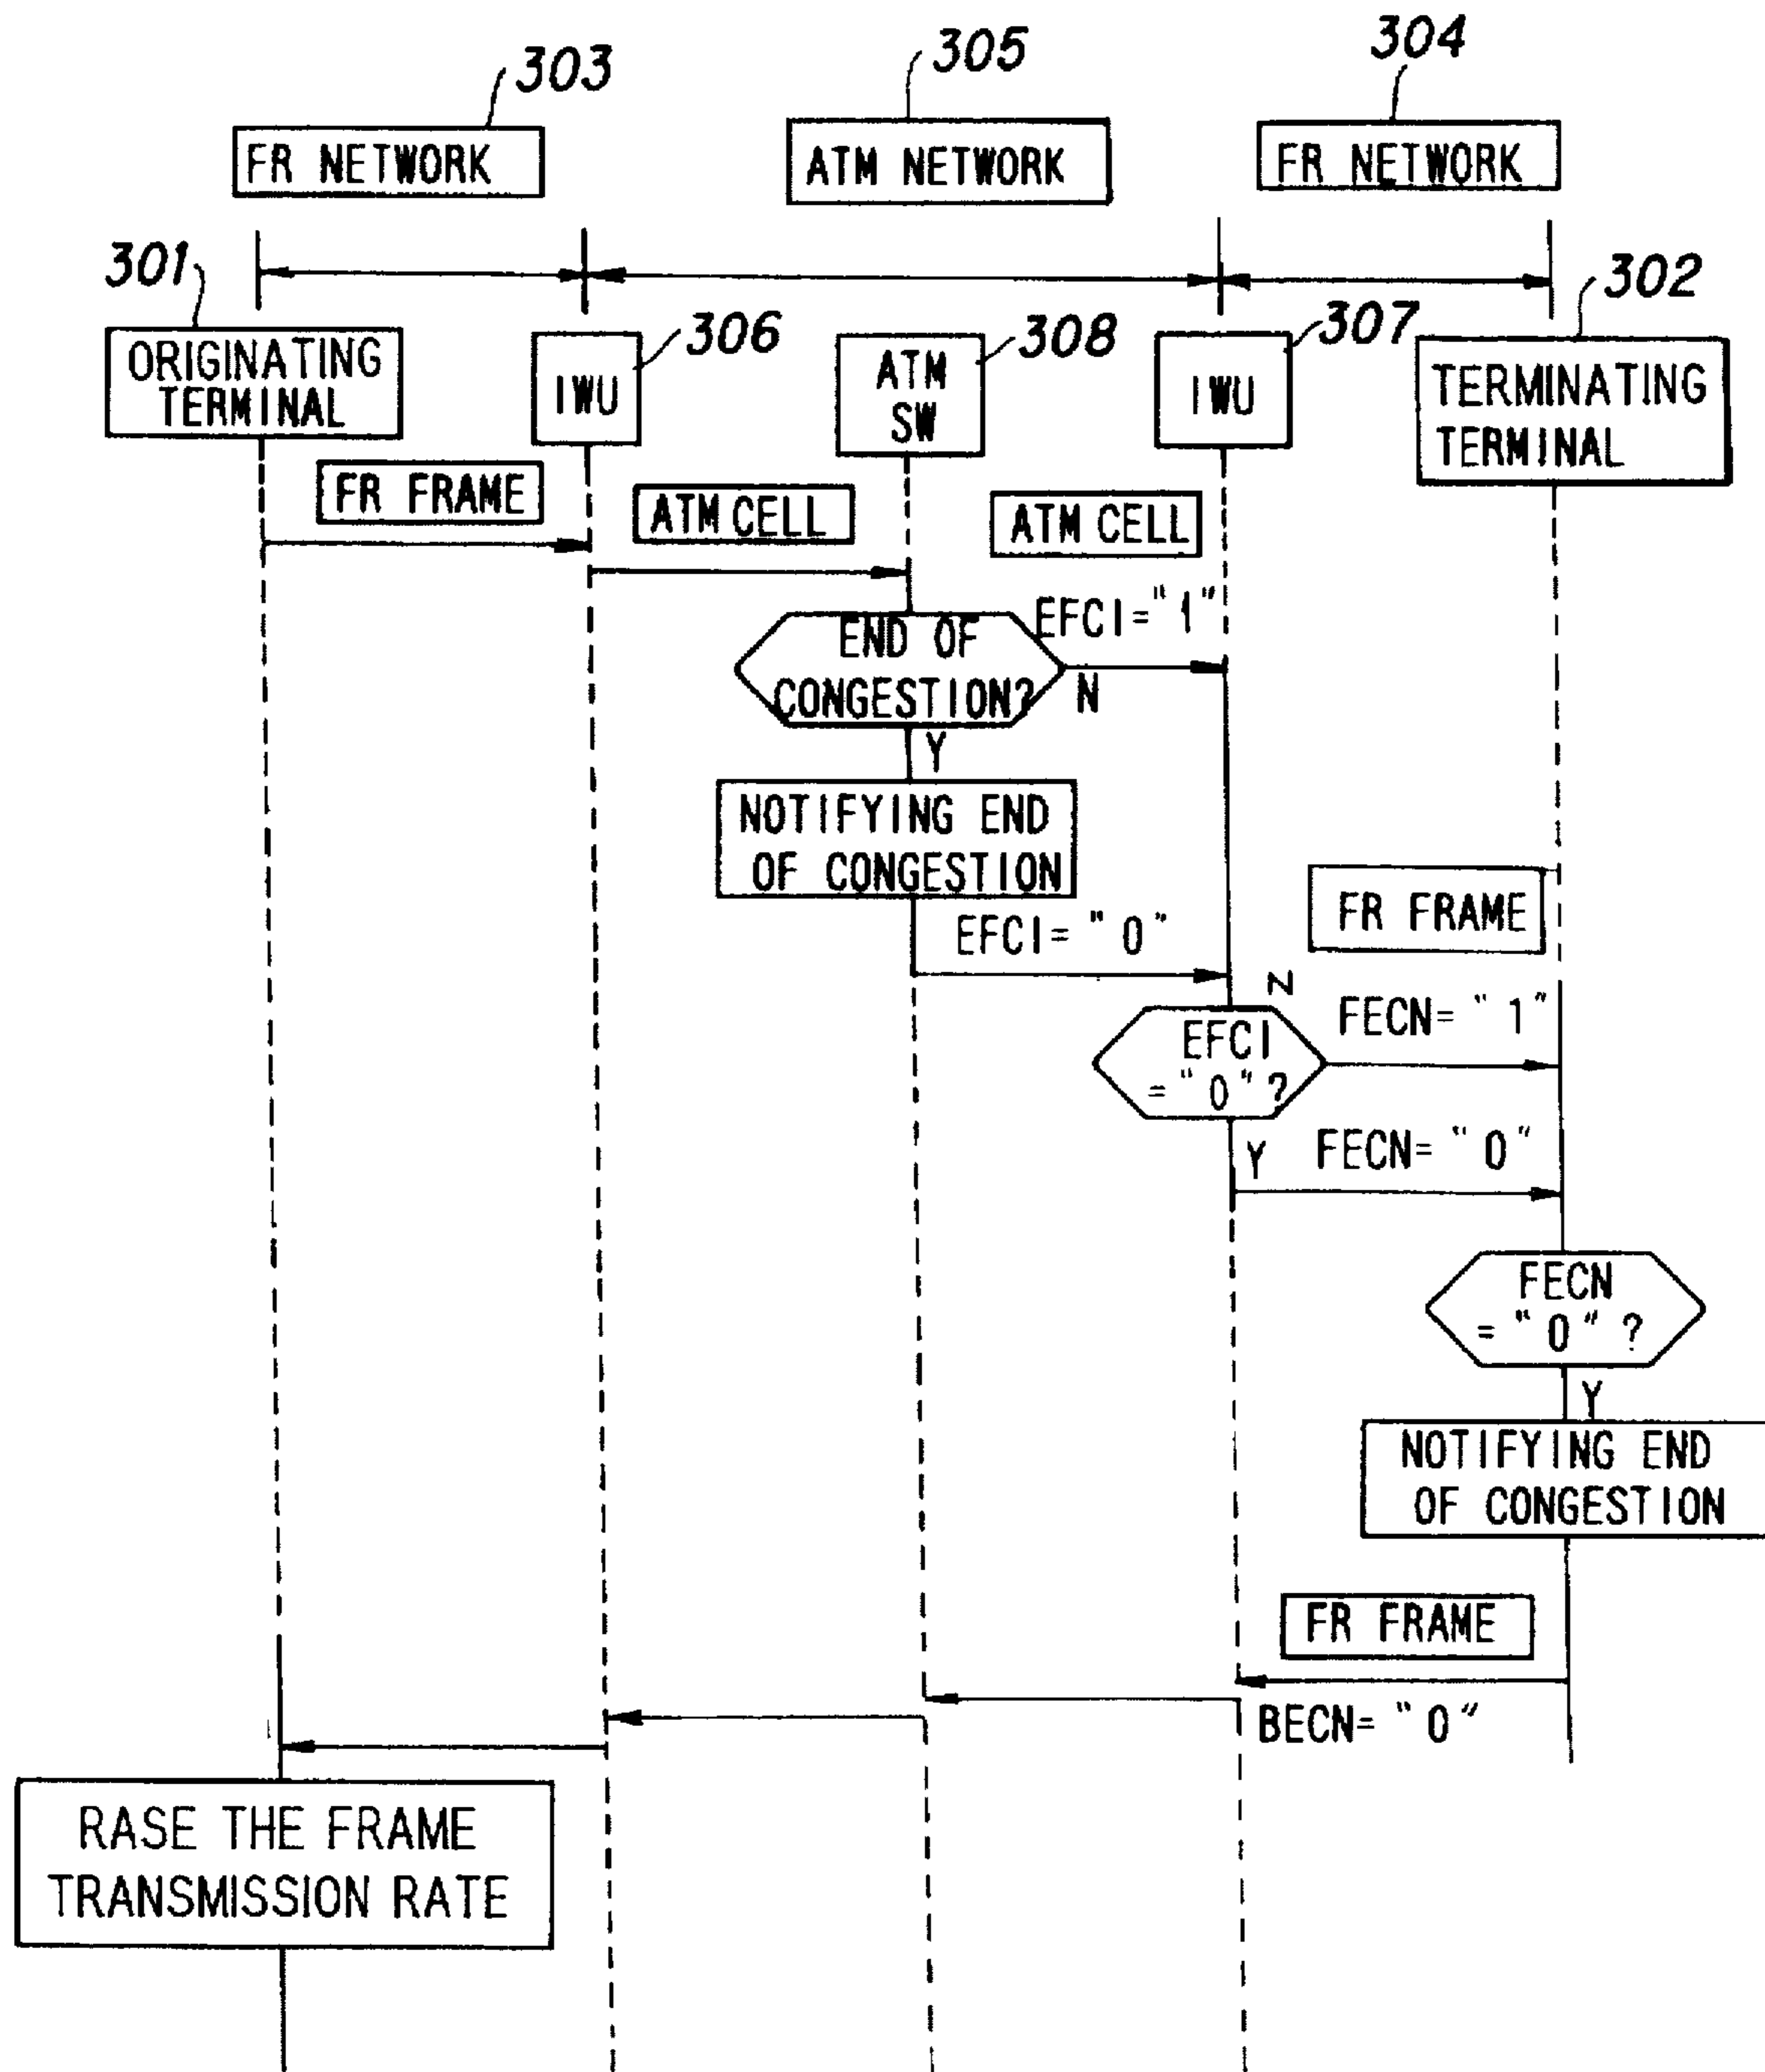 303
305
304
FR NETWORK
ATM NETWORK
FR NETWORK
301
302
306
308
307
ORIGINATING
TERMINAL
IWU
ATM
SW
IWU
TERMINATING
TERMINAL
FR FRAME
ATM CELL
ATM CELL
EFCI="1"
END OF
CONGESTION?
N
Y
NOTIFYING END
OF CONGESTION
FR FRAME
EFCI="0"
N
EFCI
="0"?
FECN="1"
Y
FECN="0"
FECN
="0"?
Y
NOTIFYING END
OF CONGESTION
FR FRAME
BECN="0"
RASE THE FRAME
TRANSMISSION RATE